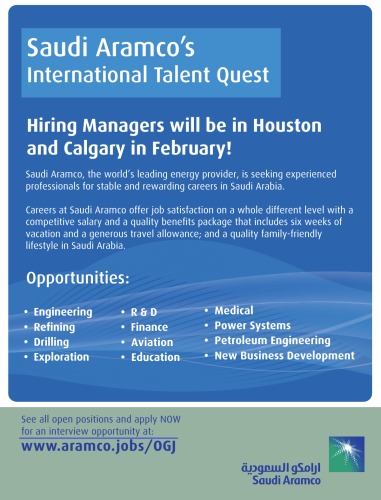 Saudi Aramco's
International Talent Quest
Hiring Managers will be in Houston
and Calgary in February!
Saudi Aramco, the world's leading energy provider, is seeking experienced
professionals for stable and rewarding careers in Saudi Arabia.
Careers at Saudi Aramco offer job satisfaction on a whole different level with a
competitive salary and a quality benefits package that includes six weeks of
vacation and a generous travel allowance; and a quality family-friendly
lifestyle in Saudi Arabia.
Opportunities:
• Engineering
• Refining
• Drilling
• Exploration
• R & D
• Finance
• Aviation
• Education
• Medical
• Power Systems
• Petroleum Engineering
• New Business Development
See all open positions and apply NOW
for an interview opportunity at:
www.aramco.jobs/OGJ
ارامكو السعودية
Saudi Aramco